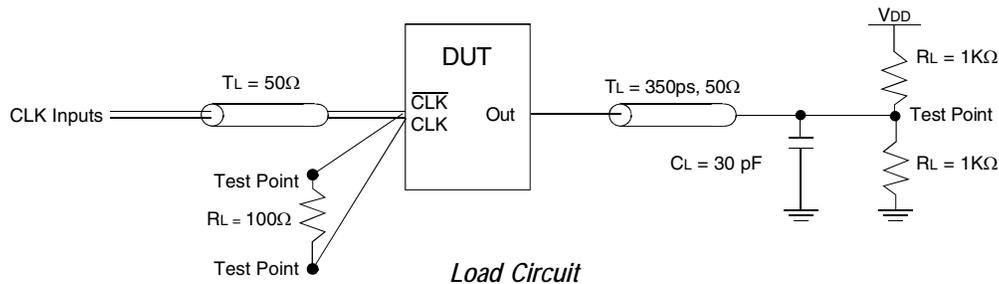 VDD
DUT
RL = 1KΩ
TL = 50Ω
TL = 350ps, 50Ω
CLK Inputs
CLK
CLK
Out
Test Point
CL = 30 pF
RL = 1KΩ
Test Point
RL = 100Ω
Test Point
Load Circuit